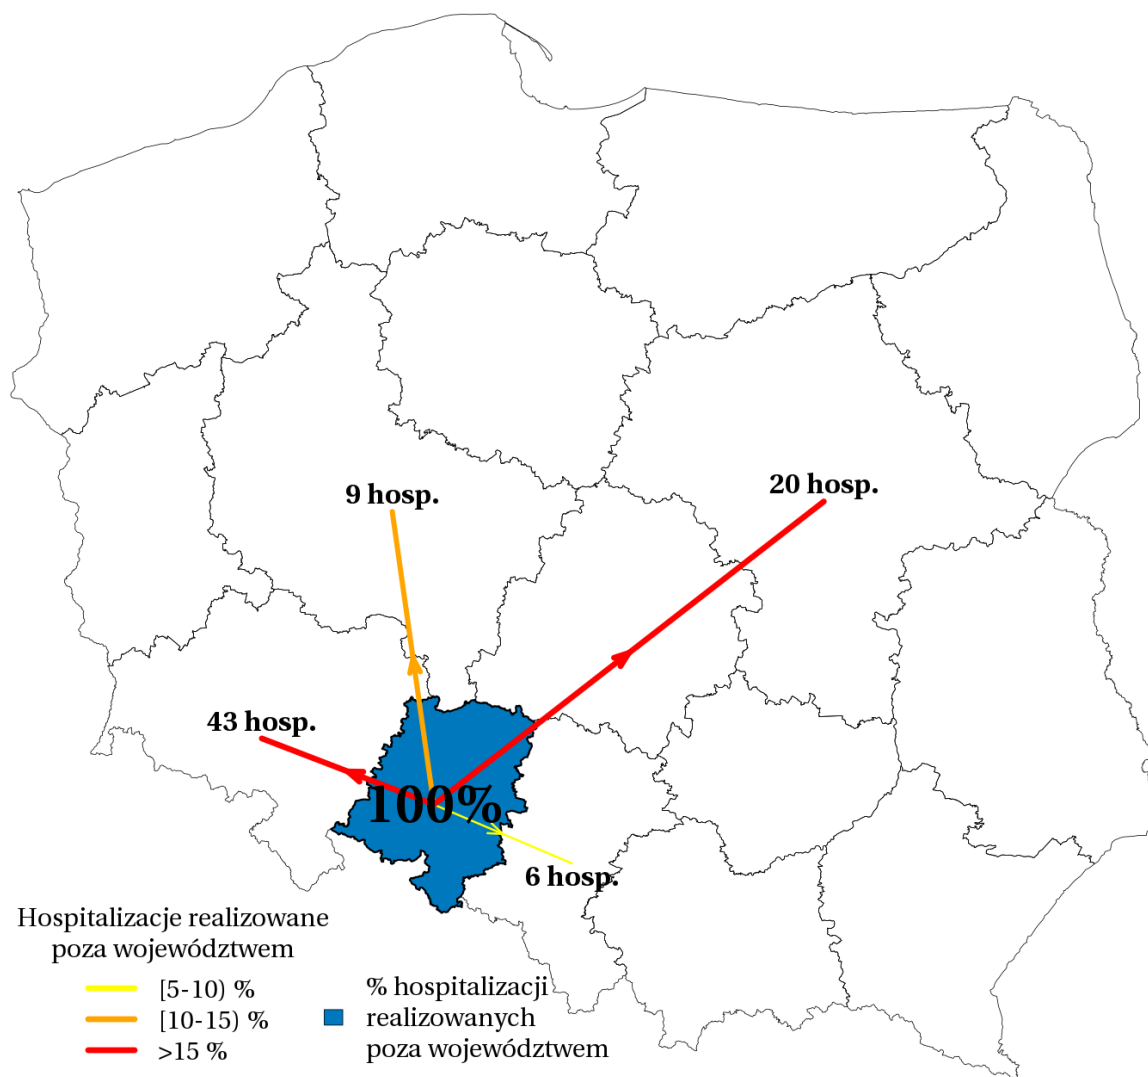 20 hosp.
9 hosp.
43 hosp.
100%
6 hosp.
Hospitalizacje realizowane
poza województwem
[5-10) %
[10-15) %
>15 %
% hospitalizacji
realizowanych
poza województwem